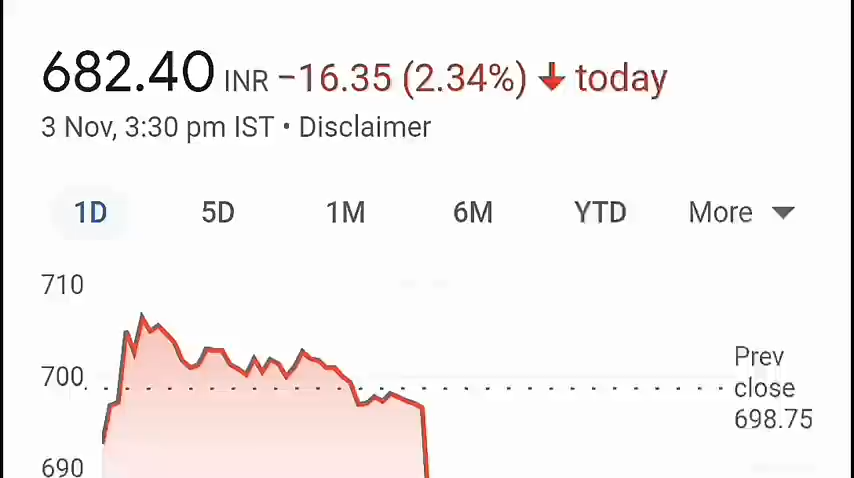 682.40 INR −16.35 (2.34%) ↓ today
3 Nov, 3:30 pm IST • Disclaimer
1D 5D 1M 6M YTD More
710
700
Prev
close
698.75
690